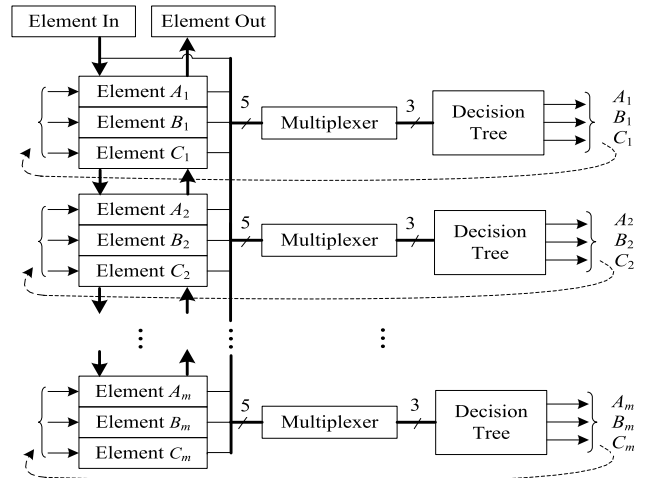 Element In
Element Out
Element A1
Element B1
Element C1
5
Multiplexer
3
Decision
Tree
A1
B1
C1
Element A2
Element B2
Element C2
5
Multiplexer
3
Decision
Tree
A2
B2
C2
Element Am
Element Bm
Element Cm
5
Multiplexer
3
Decision
Tree
Am
Bm
Cm